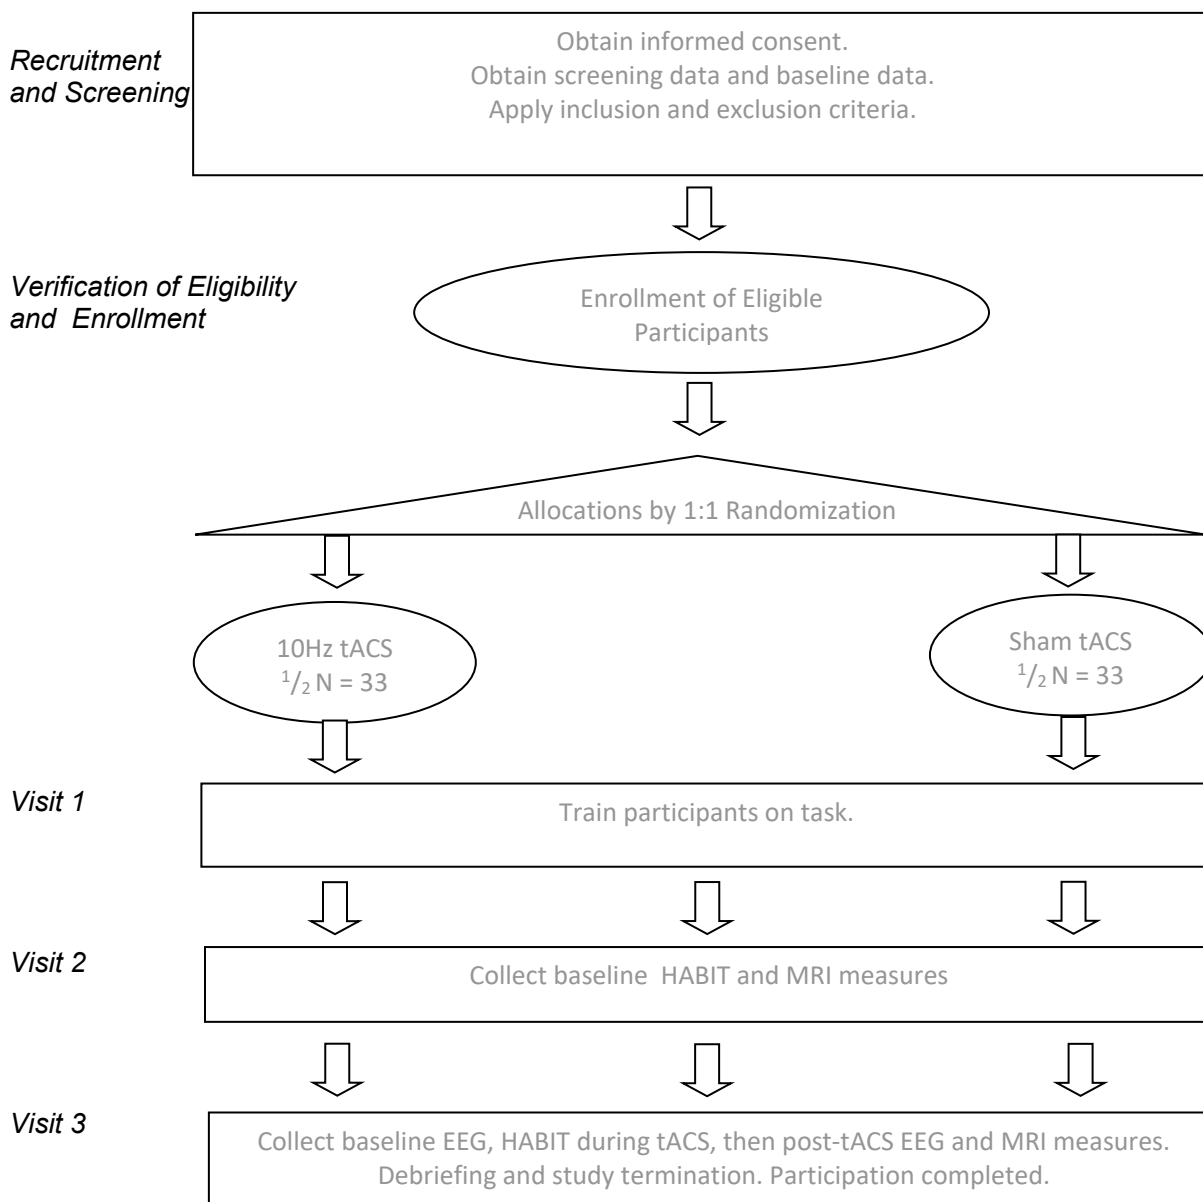 Recruitment
and Screening
Obtain informed consent.
Obtain screening data and baseline data.
Apply inclusion and exclusion criteria.
Verification of Eligibility
and  Enrollment
Enrollment of Eligible
Participants
Allocations by 1:1 Randomization
10Hz tACS
1/2 N = 33
Sham tACS
1/2 N = 33
Visit 1
Train participants on task.
Visit 2
Collect baseline  HABIT and MRI measures
Visit 3
Collect baseline EEG, HABIT during tACS, then post-tACS EEG and MRI measures.
Debriefing and study termination. Participation completed.